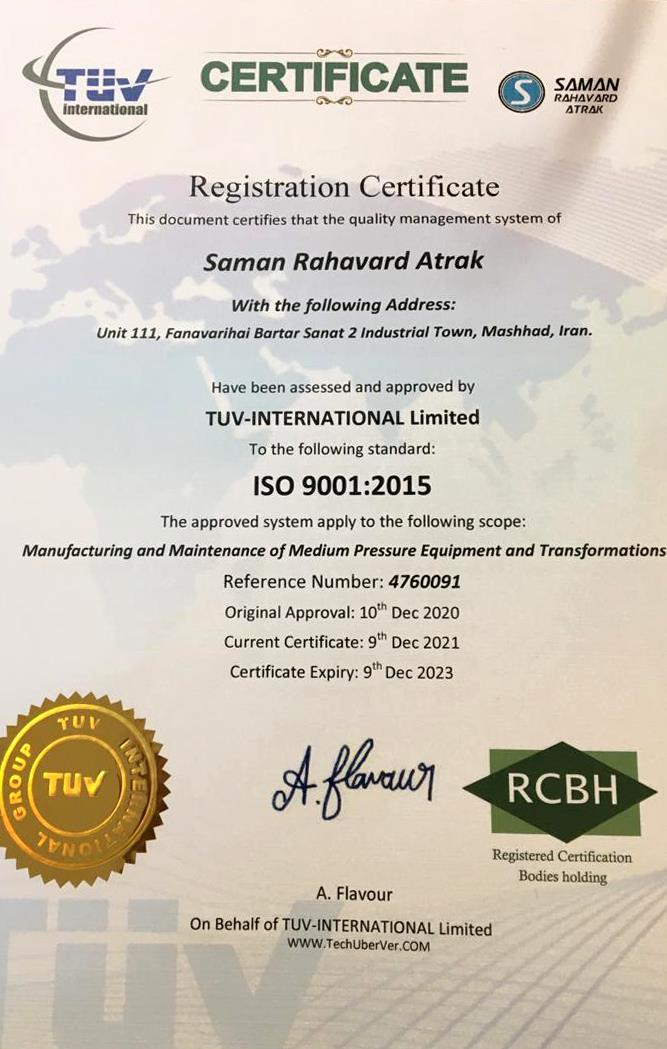 TÜV
international
CERTIFICATE
S
SAMAN
RAHAVARD
ATRAK
Registration Certificate
This document certifies that the quality management system of
Saman Rahavard Atrak
With the following Address:
Unit 111, Fanavarihai Bartar Sanat 2 Industrial Town, Mashhad, Iran.
Have been assessed and approved by
TUV-INTERNATIONAL Limited
To the following standard:
ISO 9001:2015
The approved system apply to the following scope:
Manufacturing and Maintenance of Medium Pressure Equipment and Transformations
Reference Number: 4760091
Original Approval: 10th Dec 2020
Current Certificate: 9th Dec 2021
Certificate Expiry: 9th Dec 2023
TUV INTERNATIONAL GROUP
TUV
A. flavour
RCBH
Registered Certification
Bodies holding
A. Flavour
On Behalf of TUV-INTERNATIONAL Limited
WWW.TechUberVer.COM
TÜV